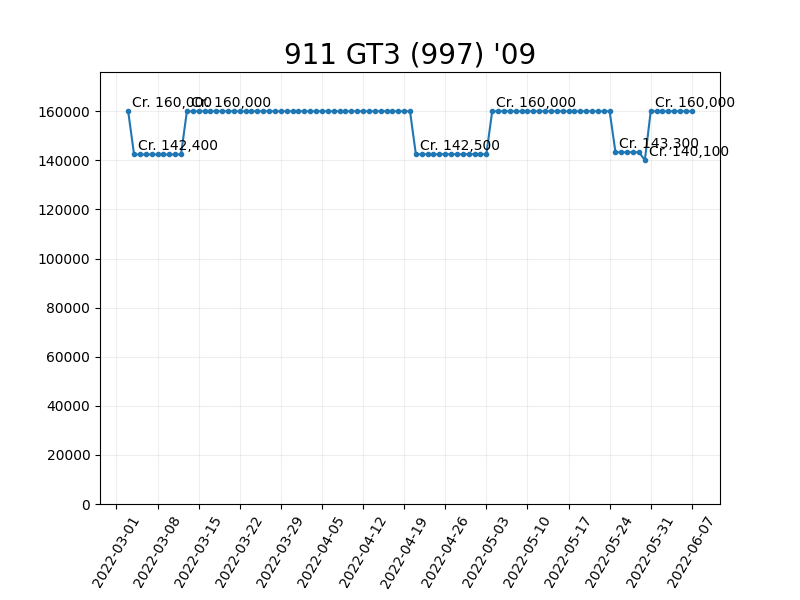 911 GT3 (997) '09
Cr. 160,000
Cr. 160,000
Cr. 160,000
Cr. 160,000
Cr. 142,400
Cr. 142,500
Cr. 143,300
Cr. 140,100
160000
140000
120000
100000
80000
60000
40000
20000
0
2022-03-01
2022-03-08
2022-03-15
2022-03-22
2022-03-29
2022-04-05
2022-04-12
2022-04-19
2022-04-26
2022-05-03
2022-05-10
2022-05-17
2022-05-24
2022-05-31
2022-06-07